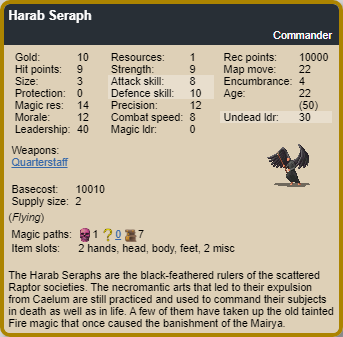 Harab Seraph
Commander
Gold: 10 Resources: 1 Rec points: 10000
Hit points: 9 Strength: 9 Map move: 22
Size: 3 Attack skill: 8 Encumbrance: 4
Protection: 0 Defence skill: 10 Age: 22
Magic res: 14 Precision: 12 (50)
Morale: 12 Combat speed: 8 Undead ldr: 30
Leadership: 40 Magic ldr: 0
Weapons:
Quarterstaff
Basecost: 10010
Supply size: 2
(Flying)
Magic paths: 1 ? 0 7
Item slots: 2 hands, head, body, feet, 2 misc
The Harab Seraphs are the black-feathered rulers of the scattered
Raptor societies. The necromantic arts that led to their expulsion
from Caelum are still practiced and used to command their subjects
in death as well as in life. A few of them have taken up the old tainted
Fire magic that once caused the banishment of the Mairya.